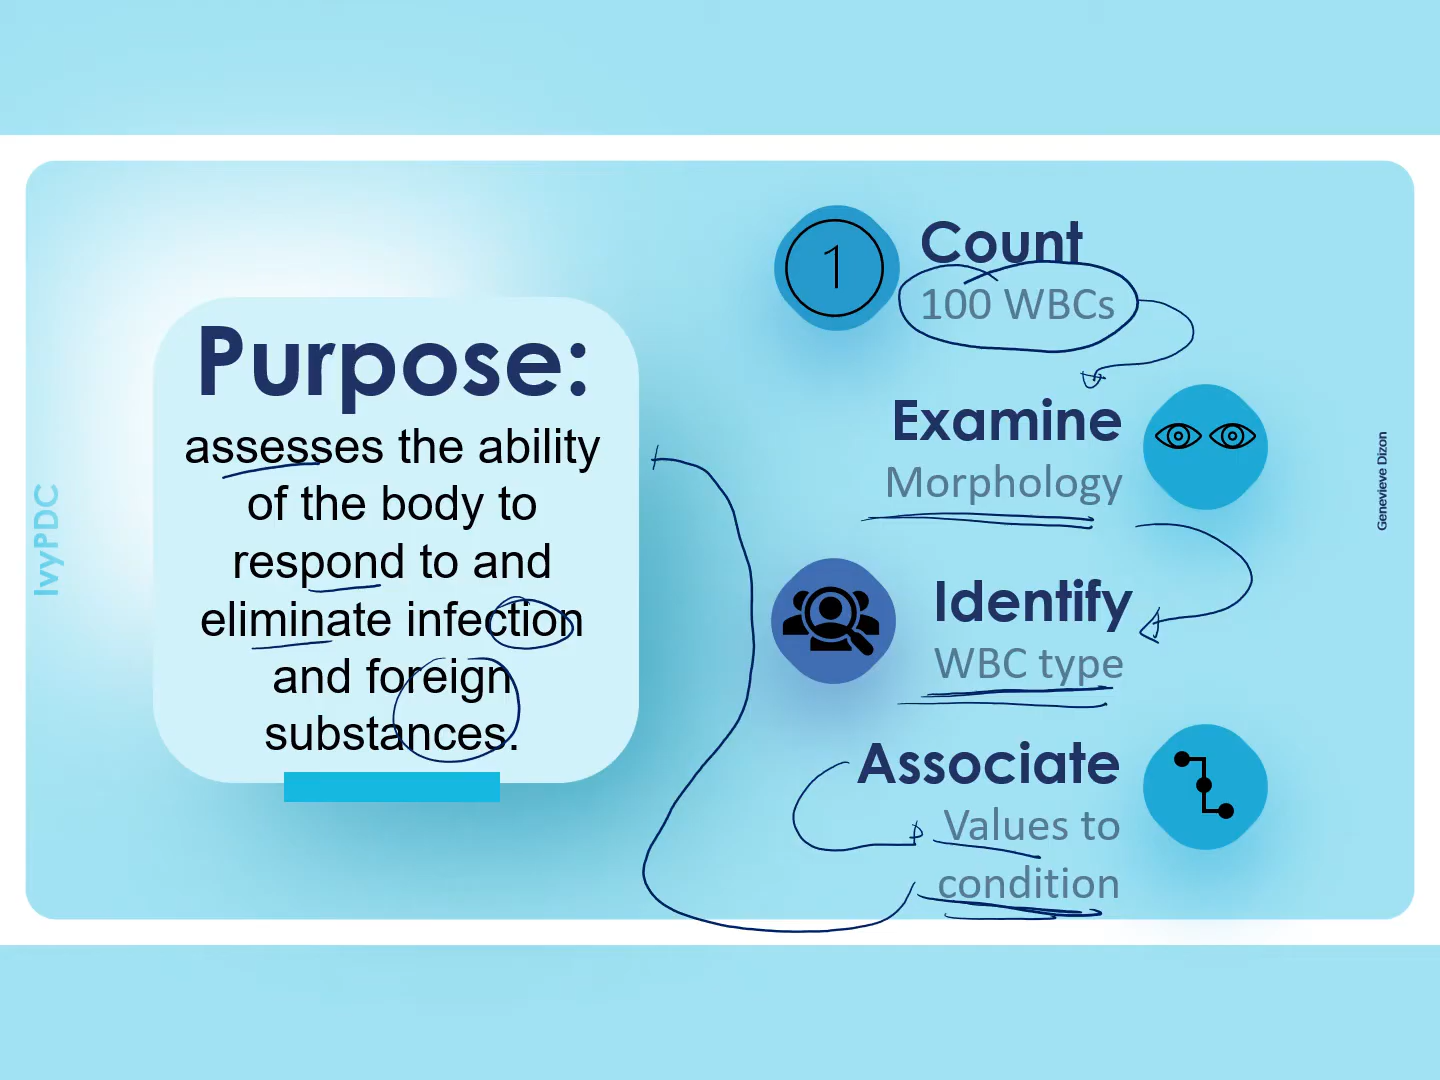 Purpose:
assesses the ability
of the body to
respond to and
eliminate infection
and foreign
substances.
1
Count
100 WBCs
Examine
Morphology
Identify
WBC type
Associate
Values to
condition
IvyPDC
Genevieve Dizon